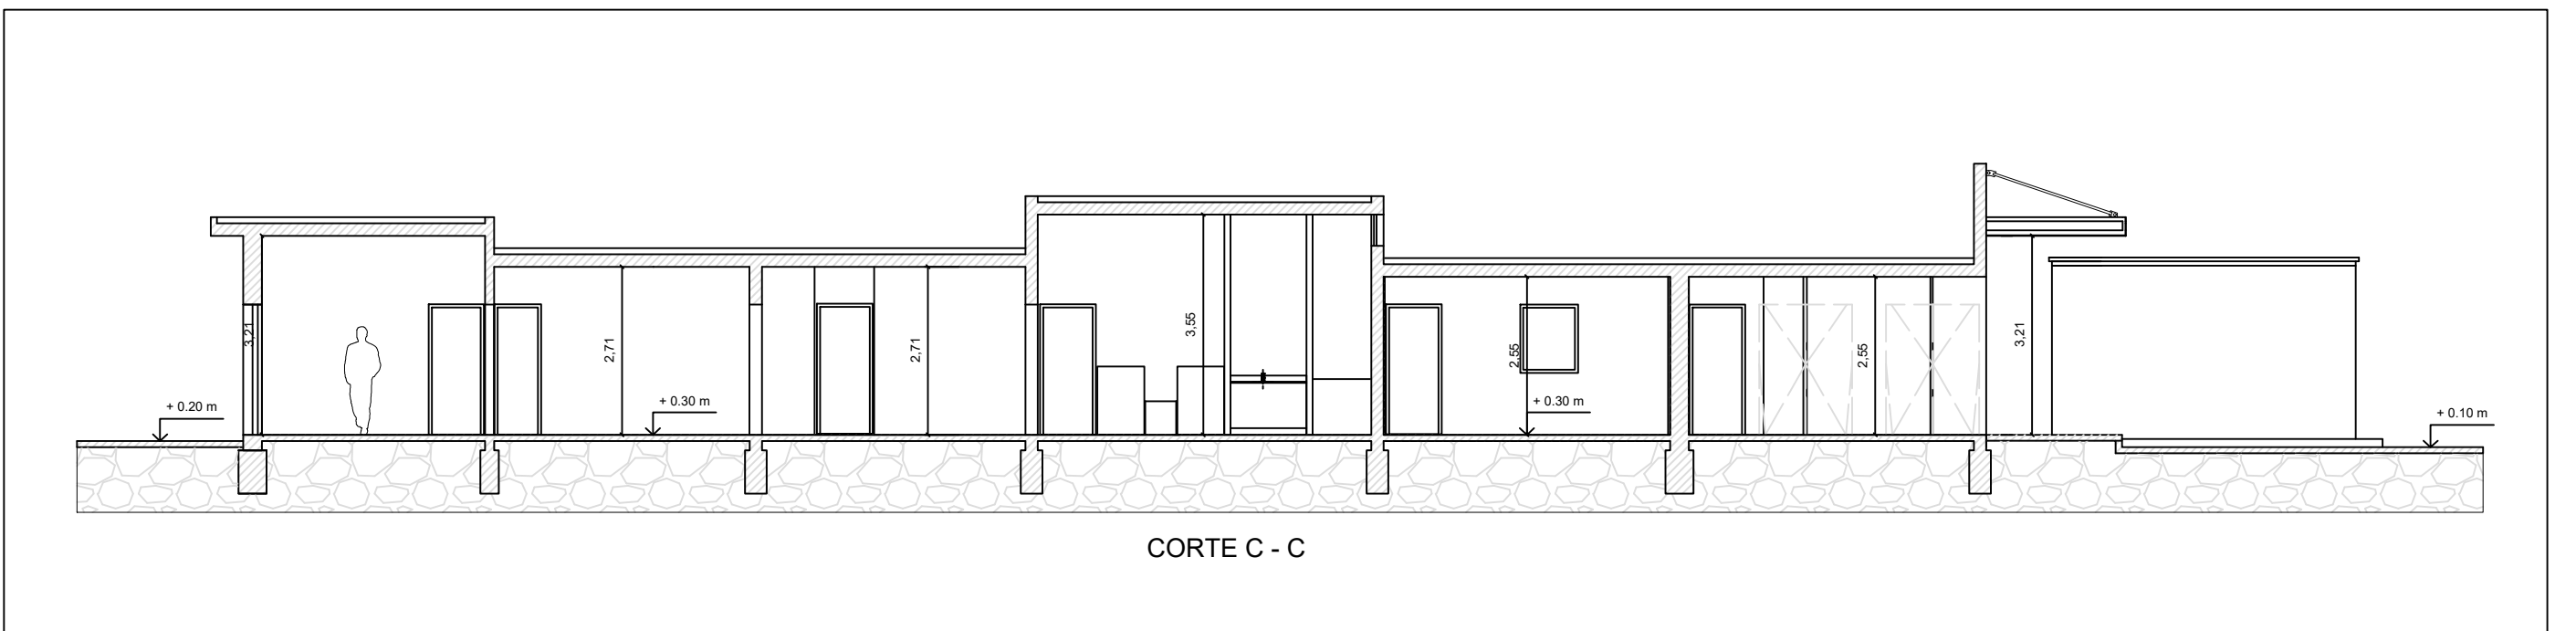 3,21
2,71
2,71
3,55
2,55
2,55
3,21
+ 0.20 m
+ 0.30 m
+ 0.30 m
+ 0.10 m
CORTE C - C